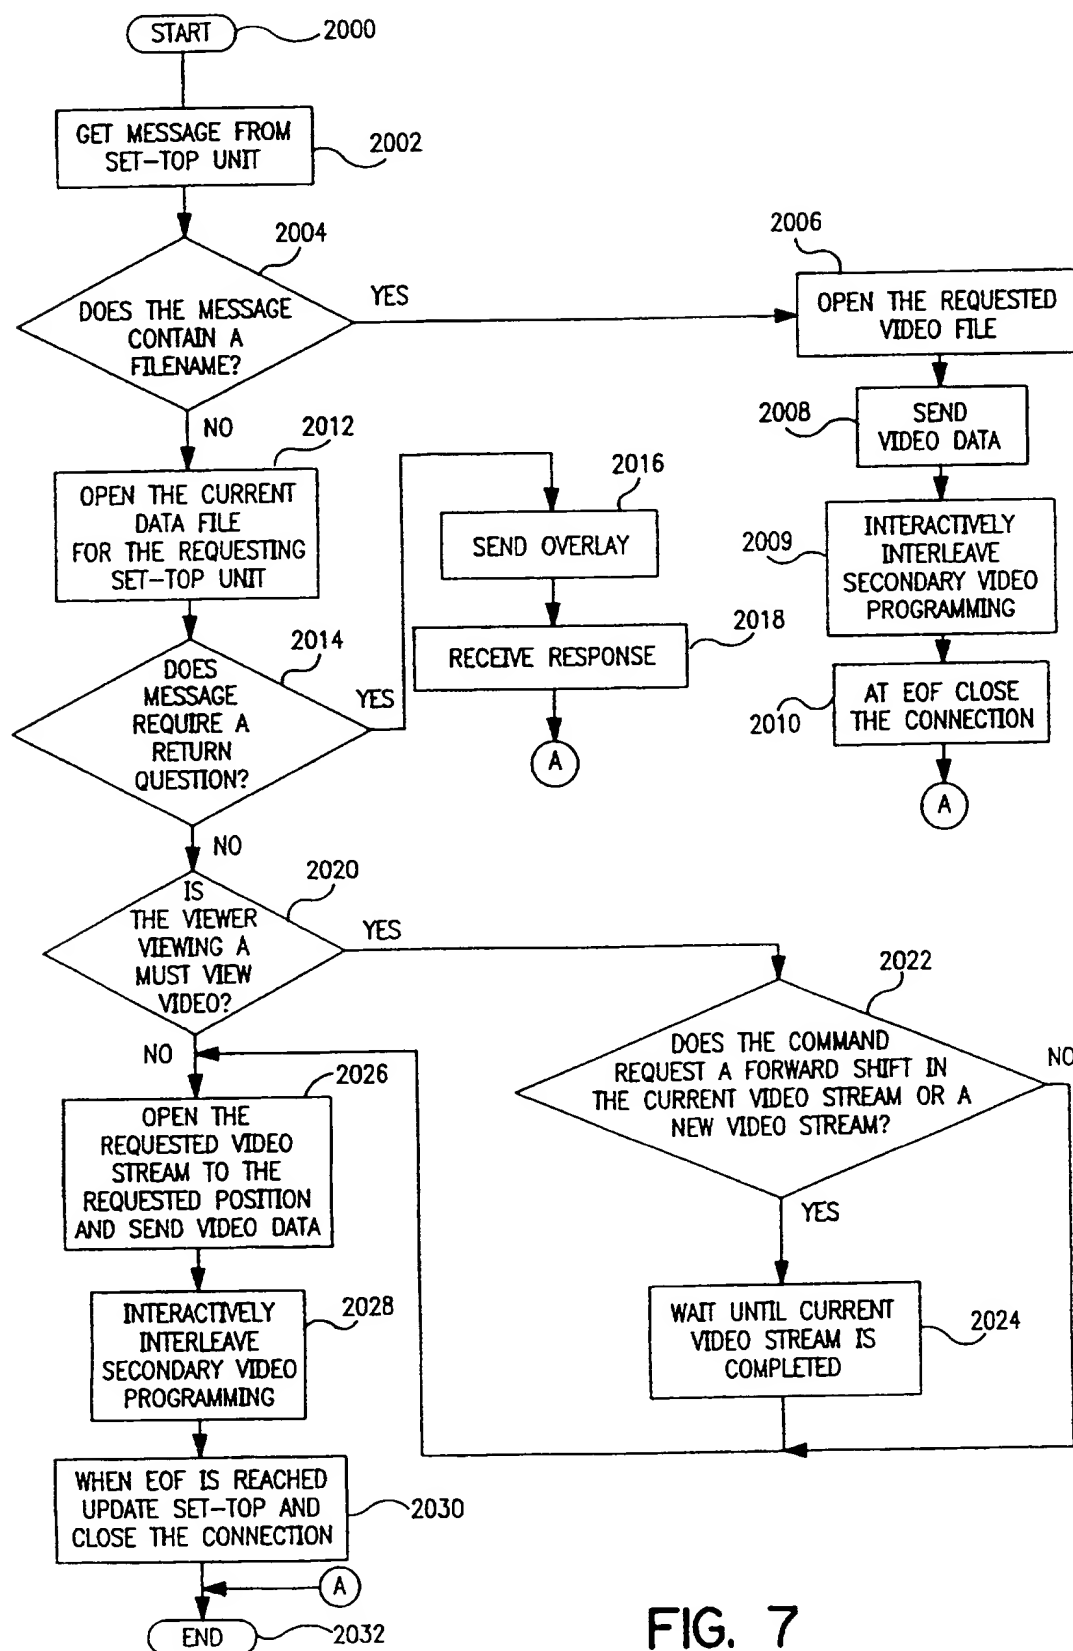 START
2000
GET MESSAGE FROM
SET-TOP UNIT
2002
2004
DOES THE MESSAGE
CONTAIN A
FILENAME?
YES
NO
2006
OPEN THE REQUESTED
VIDEO FILE
2008
SEND
VIDEO DATA
2009
INTERACTIVELY
INTERLEAVE
SECONDARY VIDEO
PROGRAMMING
2010
AT EOF CLOSE
THE CONNECTION
A
2012
OPEN THE CURRENT
DATA FILE
FOR THE REQUESTING
SET-TOP UNIT
2014
DOES
MESSAGE
REQUIRE A
RETURN
QUESTION?
YES
NO
2016
SEND OVERLAY
2018
RECEIVE RESPONSE
A
2020
IS
THE VIEWER
VIEWING A
MUST VIEW
VIDEO?
YES
NO
2022
DOES THE COMMAND
REQUEST A FORWARD SHIFT IN
THE CURRENT VIDEO STREAM OR A
NEW VIDEO STREAM?
NO
YES
WAIT UNTIL CURRENT
VIDEO STREAM IS
COMPLETED
2024
2026
OPEN THE
REQUESTED VIDEO
STREAM TO THE
REQUESTED POSITION
AND SEND VIDEO DATA
INTERACTIVELY
INTERLEAVE
SECONDARY VIDEO
PROGRAMMING
2028
WHEN EOF IS REACHED
UPDATE SET-TOP AND
CLOSE THE CONNECTION
2030
A
END
2032
FIG. 7